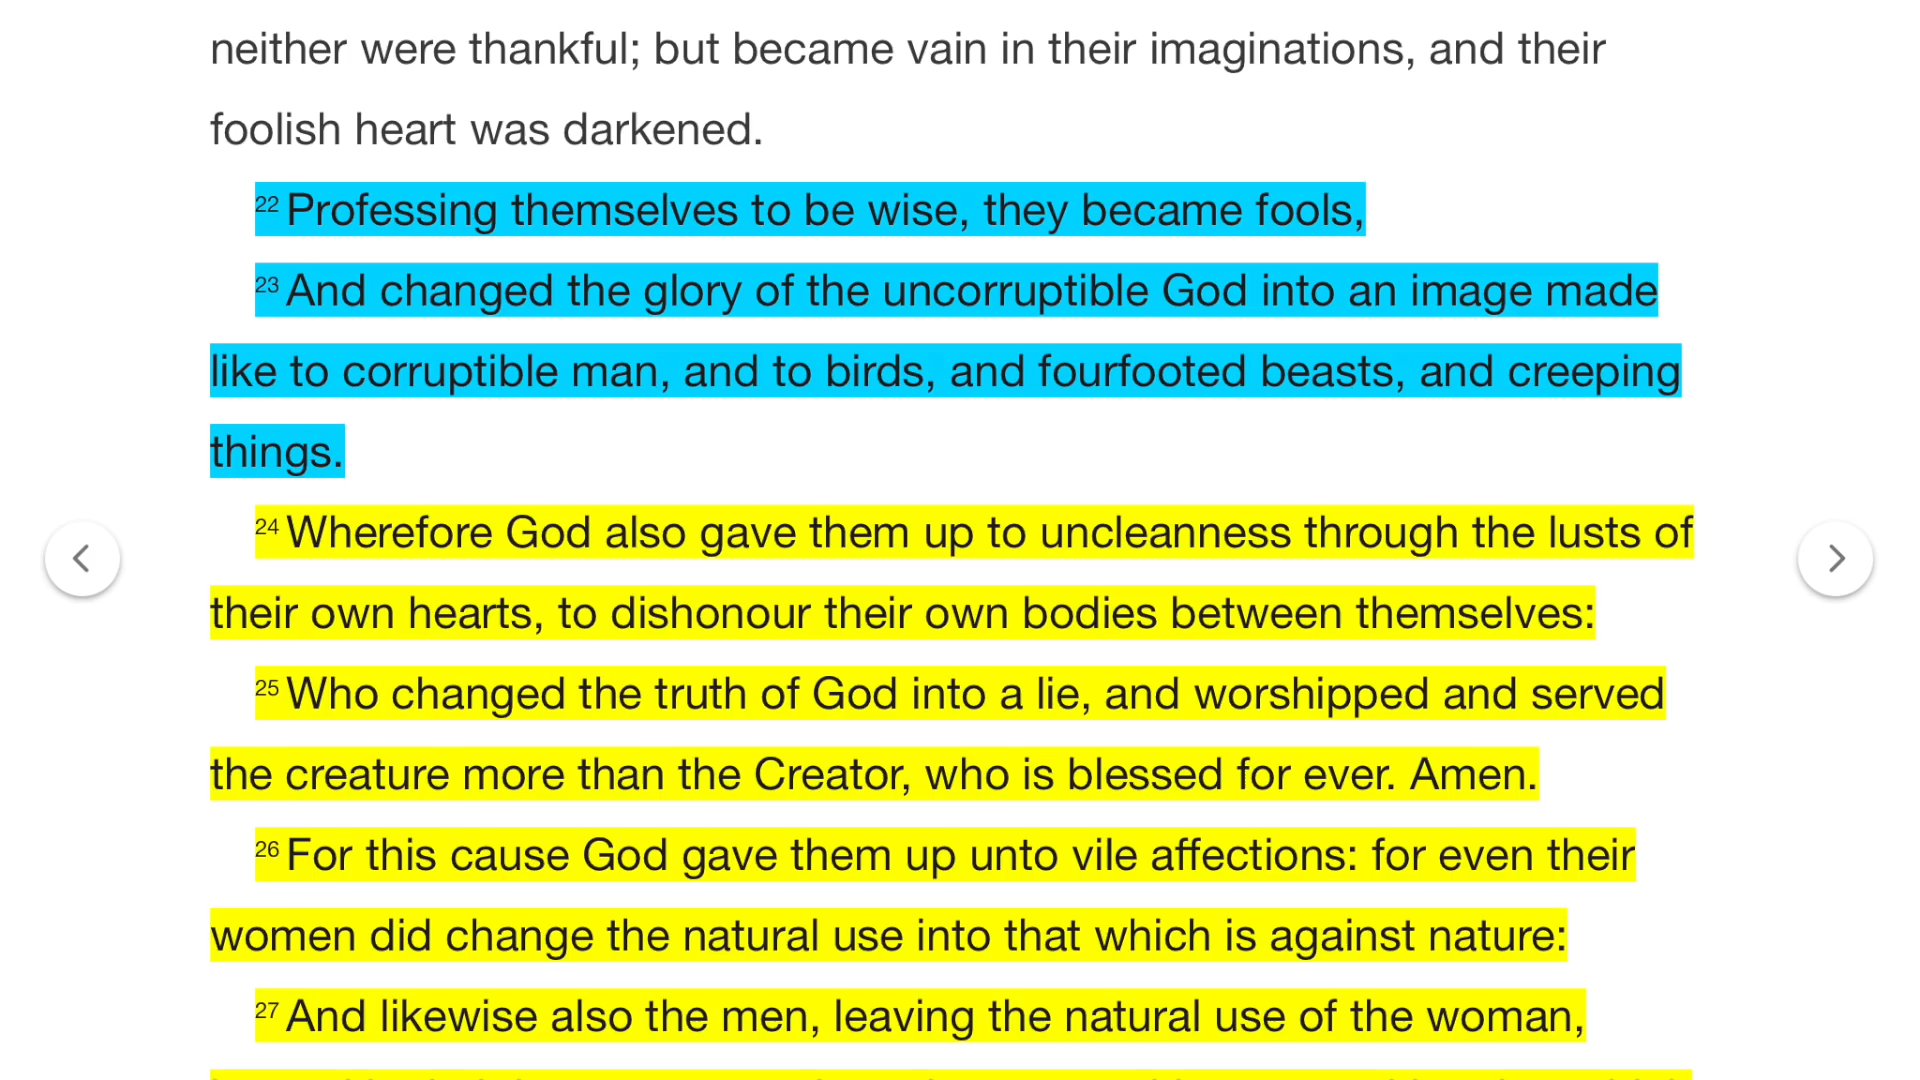 neither were thankful; but became vain in their imaginations, and their
foolish heart was darkened.
22 Professing themselves to be wise, they became fools,
23 And changed the glory of the uncorruptible God into an image made
like to corruptible man, and to birds, and fourfooted beasts, and creeping
things.
24 Wherefore God also gave them up to uncleanness through the lusts of
their own hearts, to dishonour their own bodies between themselves:
25 Who changed the truth of God into a lie, and worshipped and served
the creature more than the Creator, who is blessed for ever. Amen.
26 For this cause God gave them up unto vile affections: for even their
women did change the natural use into that which is against nature:
27 And likewise also the men, leaving the natural use of the woman,